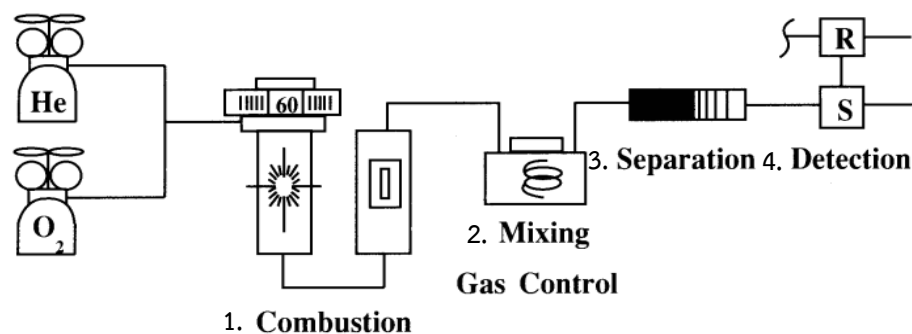 He
O2
60
R
S
3. Separation
4. Detection
2. Mixing
Gas Control
1. Combustion